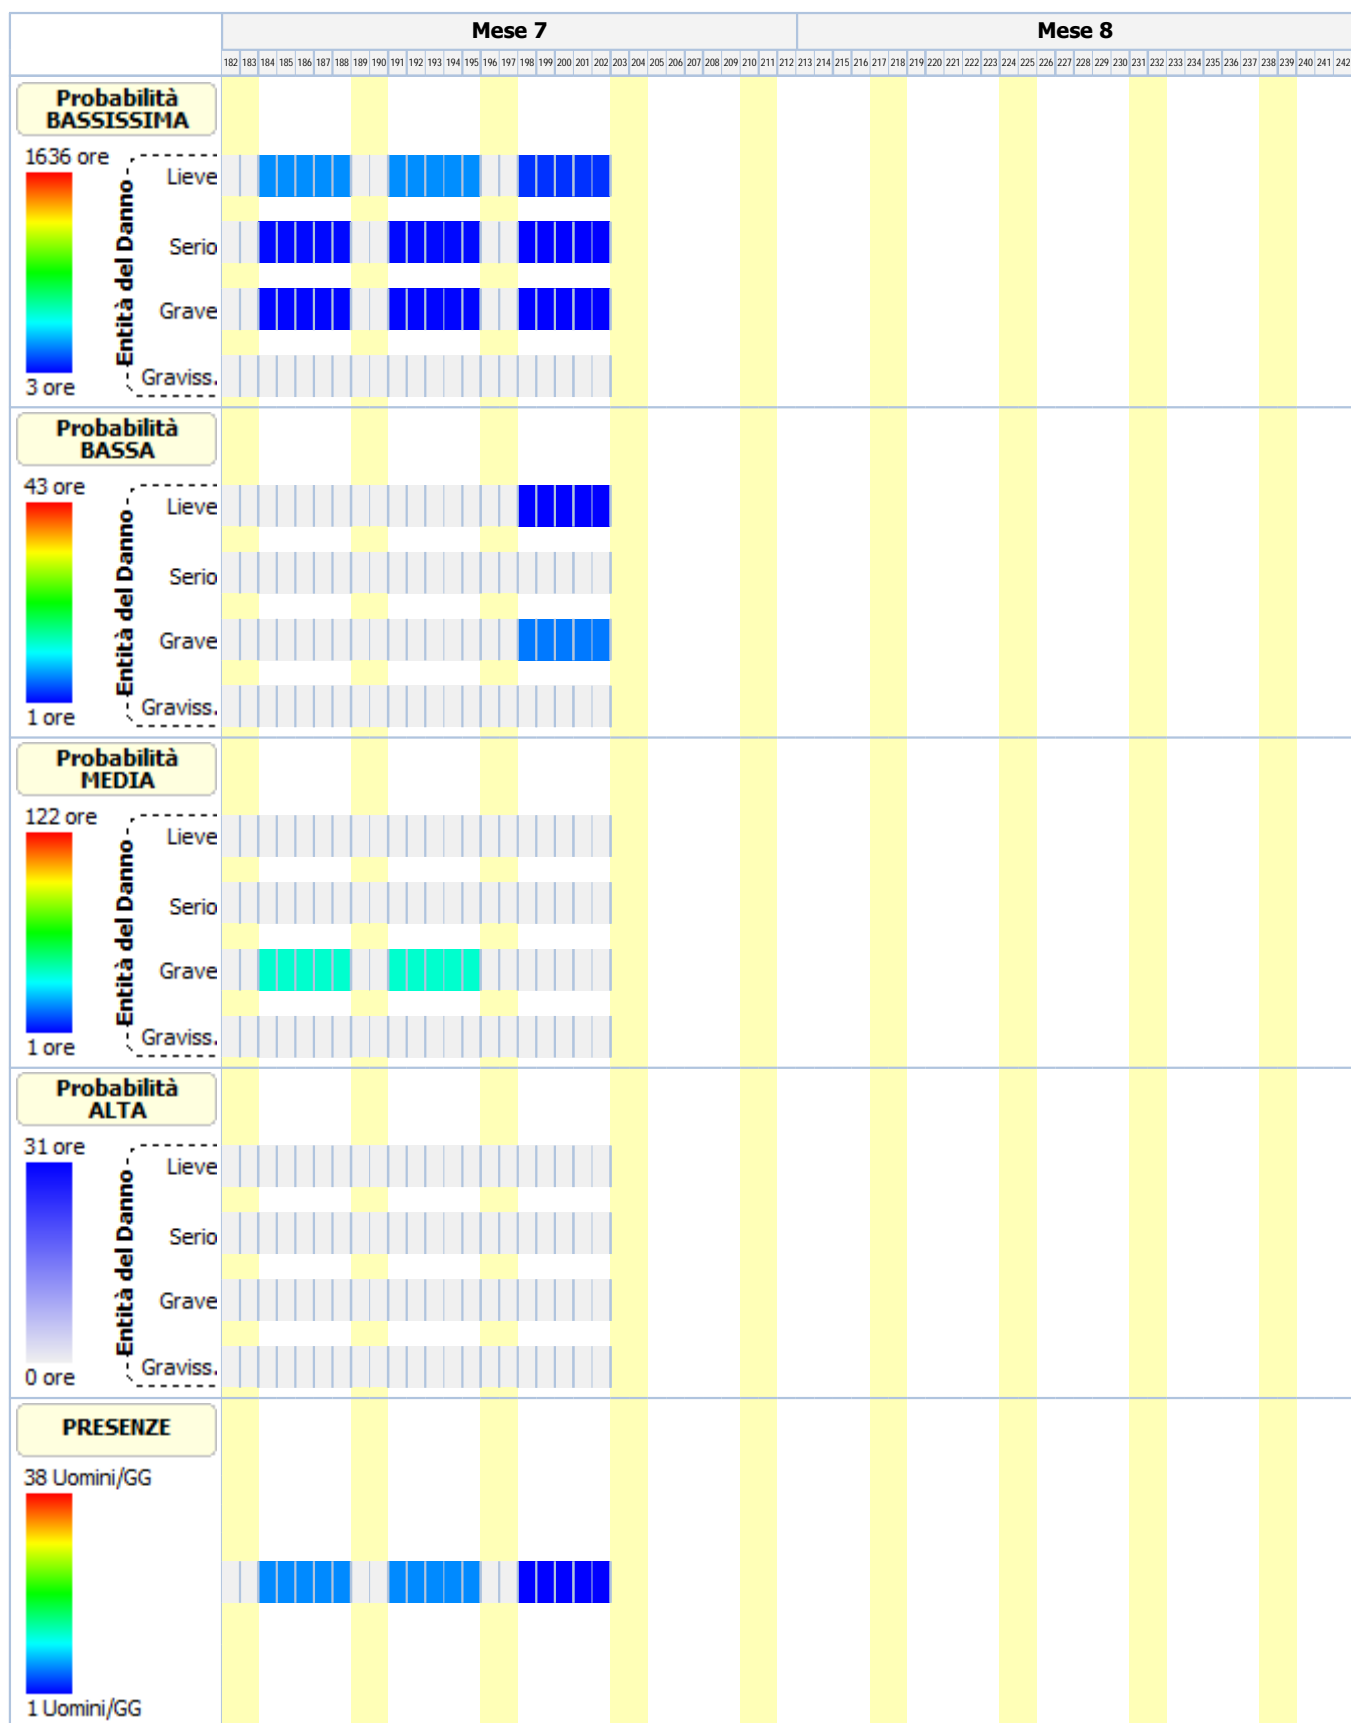 Mese 7 Mese 8
182 183 184 185 186 187 188 189 190 191 192 193 194 195 196 197 198 199 200 201 202 203 204 205 206 207 208 209 210 211 212 213 214 215 216 217 218 219 220 221 222 223 224 225 226 227 228 229 230 231 232 233 234 235 236 237 238 239 240 241 242
Probabilità
BASSISSIMA
1636 ore
3 ore
Entità del Danno
Lieve
Serio
Grave
Graviss.
Probabilità
BASSA
43 ore
1 ore
Entità del Danno
Lieve
Serio
Grave
Graviss.
Probabilità
MEDIA
122 ore
1 ore
Entità del Danno
Lieve
Serio
Grave
Graviss.
Probabilità
ALTA
31 ore
0 ore
Entità del Danno
Lieve
Serio
Grave
Graviss.
PRESENZE
38 Uomini/GG
1 Uomini/GG